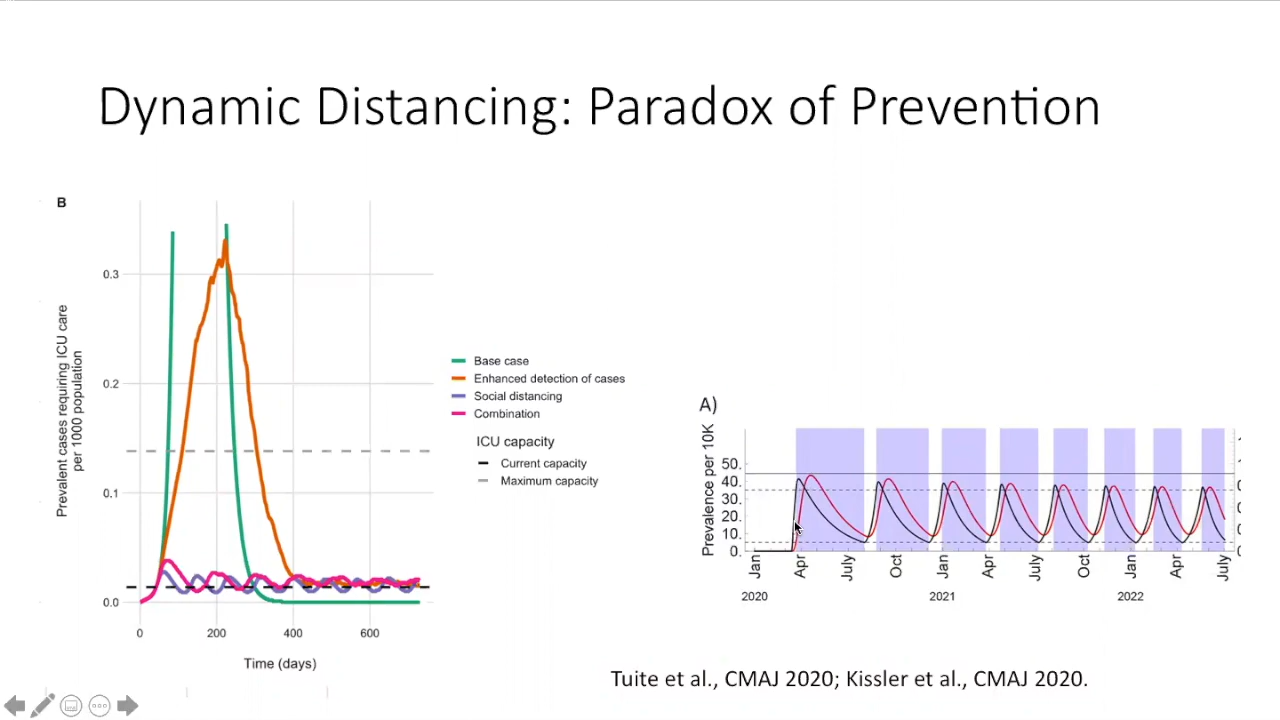 Dynamic Distancing: Paradox of Prevention
B
Prevalent cases requiring ICU care
per 1000 population
0.3
0.2
0.1
0.0
0
200
400
600
Time (days)
Base case
Enhanced detection of cases
Social distancing
Combination
ICU capacity
Current capacity
Maximum capacity
A)
Prevalence per 10K
50.
40.
30.
20.
10.
0.
Jan
Apr
July
Oct
Jan
Apr
July
Oct
Jan
Apr
July
2020
2021
2022
Tuite et al., CMAJ 2020; Kissler et al., CMAJ 2020.